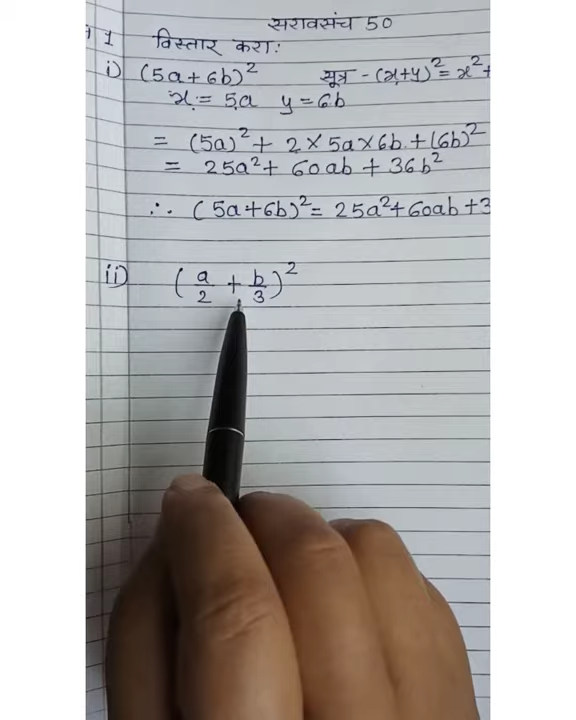 सरावसंच 50
1 विस्तार करा:
i) (5a+6b)² सूत्र - (x+y)² = x² +
x = 5a y = 6b
= (5a)² + 2 × 5a × 6b + (6b)²
= 25a² + 60ab + 36b²
∴ (5a+6b)² = 25a² + 60ab + 3
ii) (a/2 + b/3)²